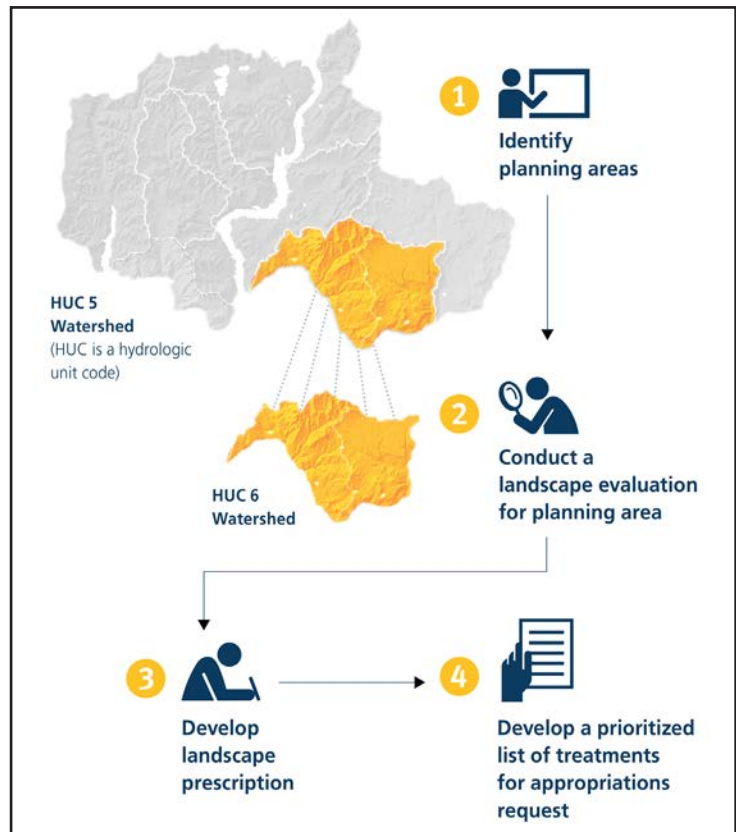 1
Identify
planning areas
HUC 5
Watershed
(HUC is a hydrologic
unit code)
2
Conduct a
landscape evaluation
for planning area
HUC 6
Watershed
3
Develop
landscape
prescription
4
Develop a prioritized
list of treatments
for appropriations
request